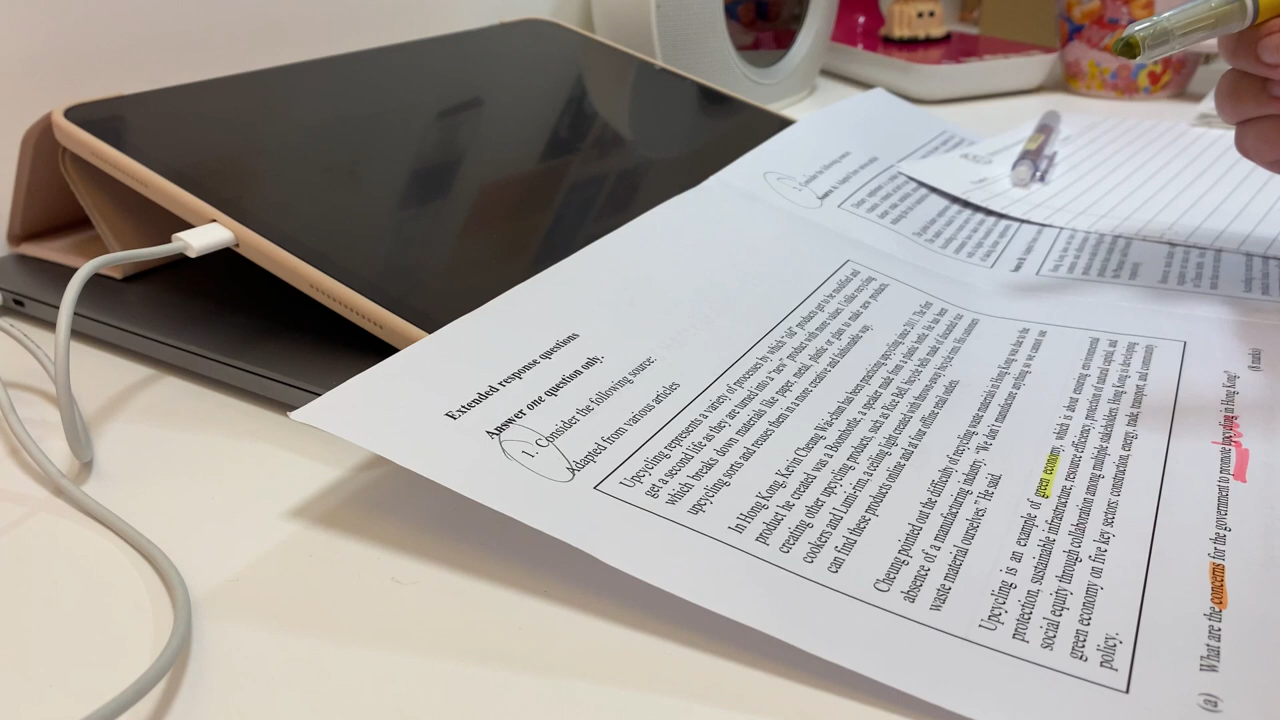 Extended response questions
Answer one question only.
1. Consider the following source:
Adapted from various articles
Upcycling represents a variety of processes by which "old" products get to be modified and
get a second life as they are turned into a "new" product with more value. Unlike recycling
which breaks down materials like paper, metal, plastic or glass to make new products,
upcycling sorts and reuses them in a more creative and fashionable way.
In Hong Kong, Kevin Cheung Wai-chun has been practicing upcycling since 2011. The first
product he created was a Boombottle, a speaker made from a plastic bottle. He has been
creating other upcycling products, such as Rice Bell, bicycle bells made of discarded rice
cookers and Lumi-rim, a ceiling light created with throw-away bicycle rims. His customers
can find these products online and at four offline retail outlets.
Cheung pointed out the difficulty of recycling waste materials in Hong Kong was due to the
absence of a manufacturing industry. "We don't manufacture anything, so we cannot use
waste material ourselves." He said.
Upcycling is an example of green economy, which is about ensuring environmental
protection, sustainable infrastructure, resource efficiency, protection of natural capital, and
social equity through collaboration among multiple stakeholders. Hong Kong is developing
green economy on five key sectors: construction, energy, trade, transport, and community
policy.
(a) What are the concerns for the government to promote upcycling in Hong Kong?
(8 marks)